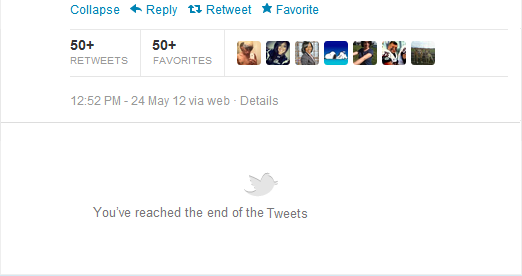 Collapse Reply Retweet Favorite
50+ 50+
RETWEETS FAVORITES
12:52 PM - 24 May 12 via web · Details
You've reached the end of the Tweets